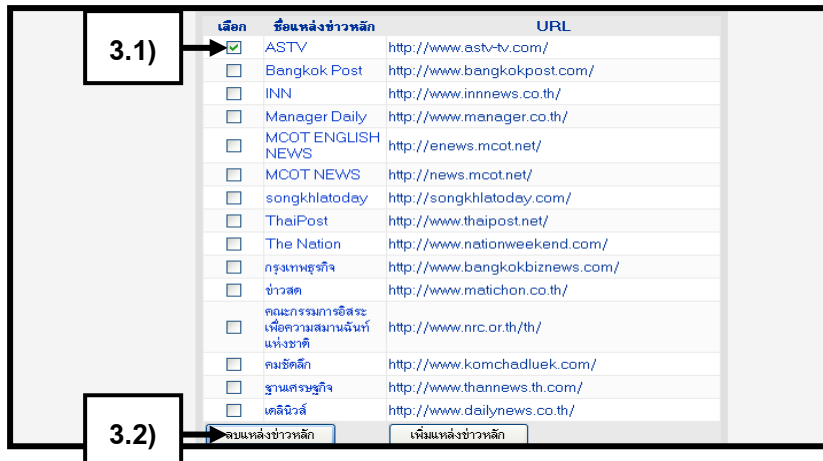 เลือก ชื่อแหล่งข่าวหลัก URL
3.1)
ASTV http://www.astv-tv.com/
Bangkok Post http://www.bangkokpost.com/
INN http://www.innnews.co.th/
Manager Daily http://www.manager.co.th/
MCOT ENGLISH
NEWS http://enews.mcot.net/
MCOT NEWS http://news.mcot.net/
songkhlatoday http://songkhlatoday.com/
ThaiPost http://www.thaipost.net/
The Nation http://www.nationweekend.com/
กรุงเทพธุรกิจ http://www.bangkokbiznews.com/
ข่าวสด http://www.matichon.co.th/
คณะกรรมการอิสระ
เพื่อความสมานฉันท์ http://www.nrc.or.th/th/
แห่งชาติ
คมชัดลึก http://www.komchadluek.com/
ฐานเศรษฐกิจ http://www.thannews.th.com/
เดลินิวส์ http://www.dailynews.co.th/
3.2)
ลบแหล่งข่าวหลัก เพิ่มแหล่งข่าวหลัก